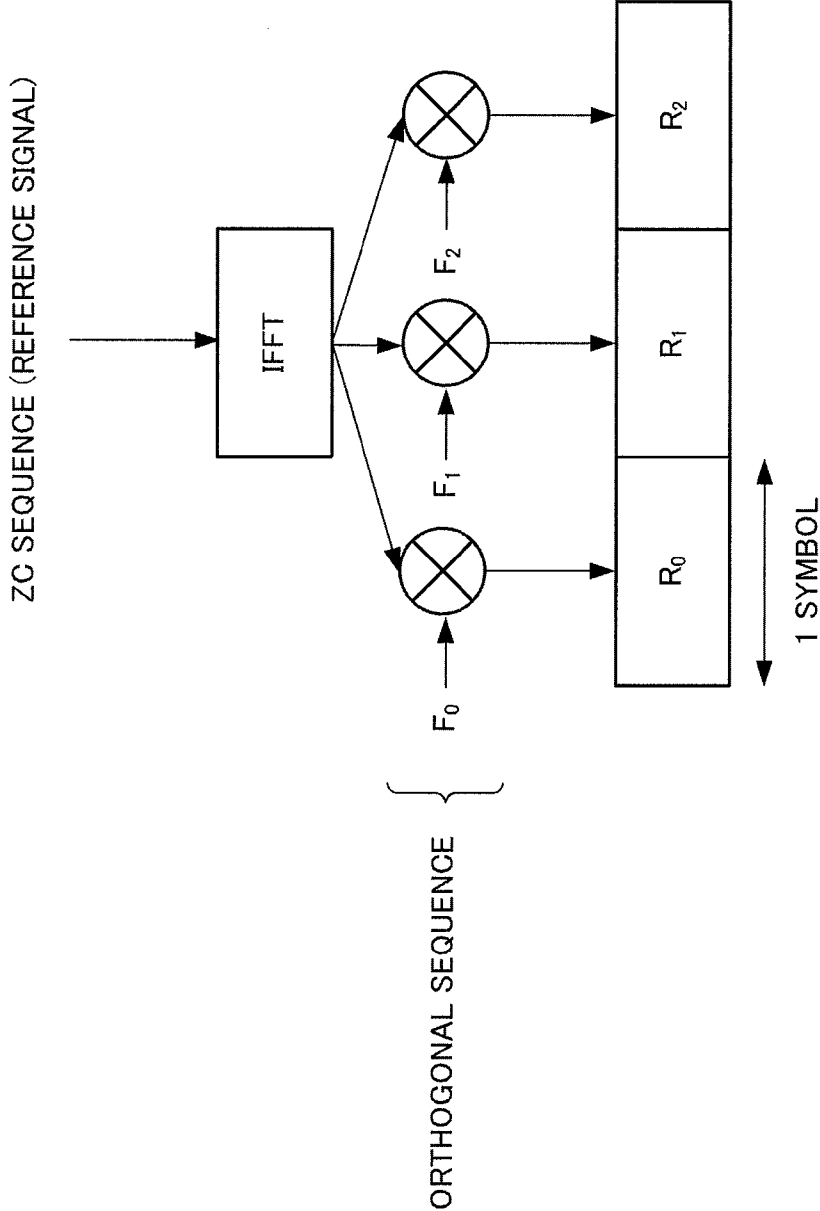 ZC SEQUENCE (REFERENCE SIGNAL)
IFFT
ORTHOGONAL SEQUENCE
F0
F1
F2
R0
R1
R2
1 SYMBOL